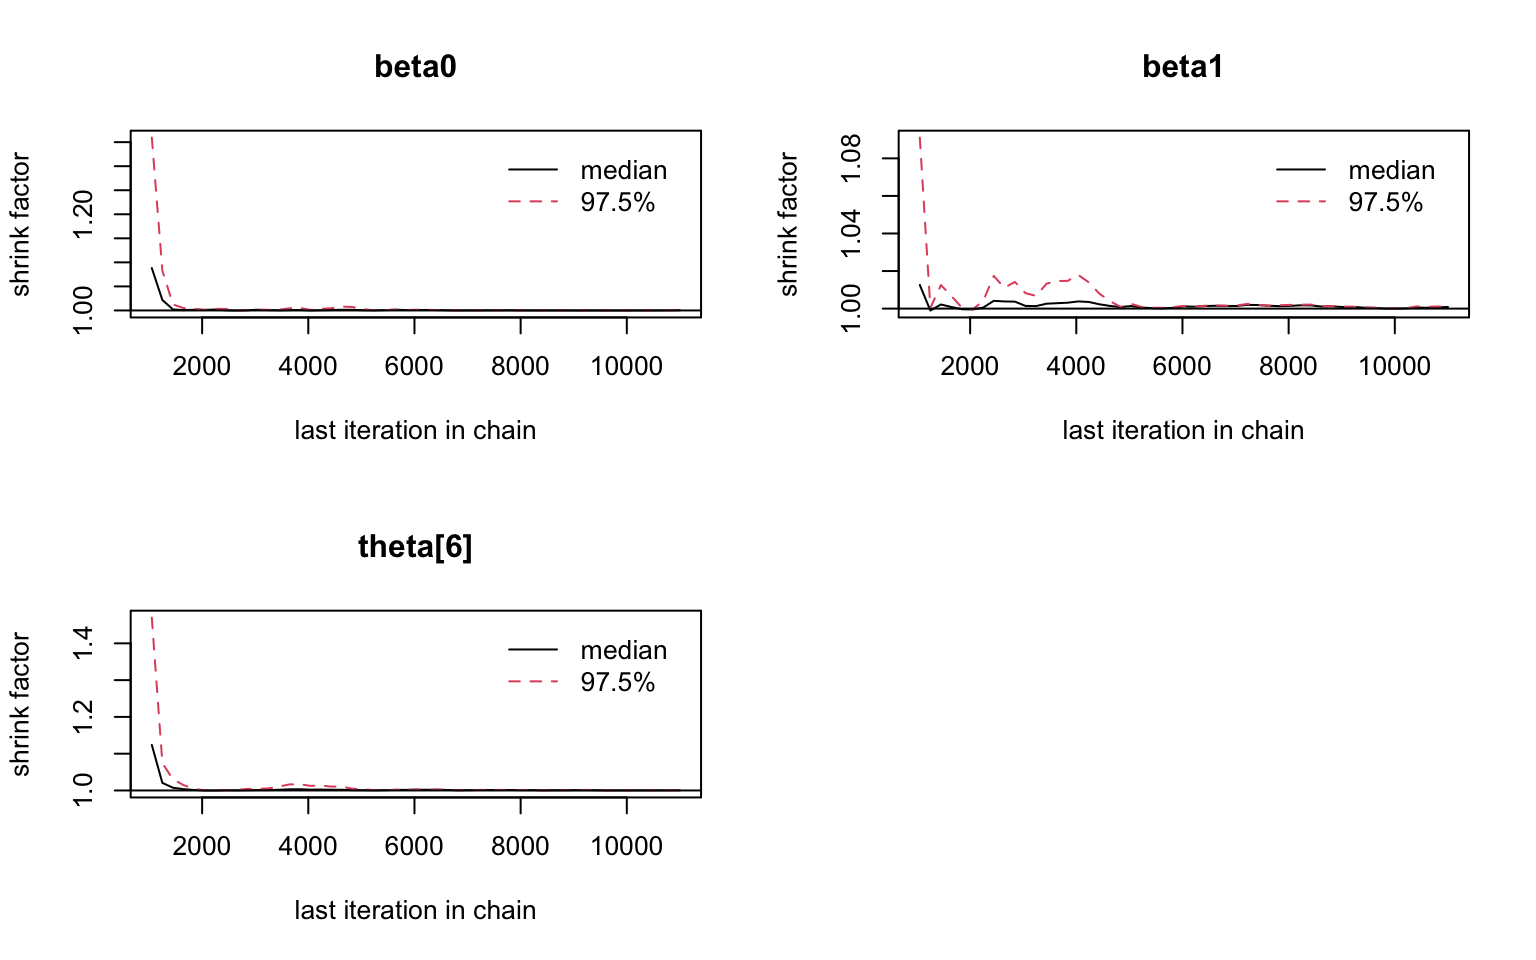 beta0
shrink factor
1.00 1.20
median
97.5%
2000 4000 6000 8000 10000
last iteration in chain
beta1
shrink factor
1.00 1.04 1.08
median
97.5%
2000 4000 6000 8000 10000
last iteration in chain
theta[6]
shrink factor
1.0 1.2 1.4
median
97.5%
2000 4000 6000 8000 10000
last iteration in chain